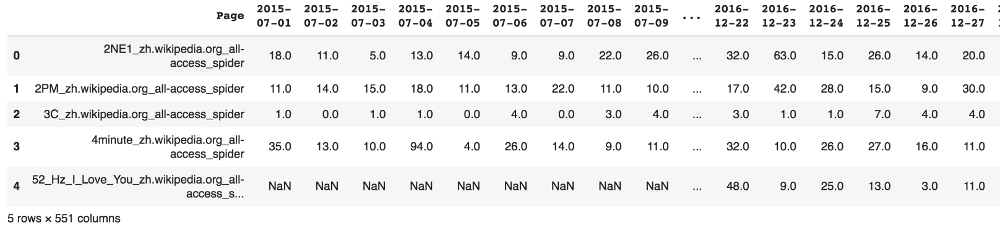 Page 2015-07-01 2015-07-02 2015-07-03 2015-07-04 2015-07-05 2015-07-06 2015-07-07 2015-07-08 2015-07-09 ... 2016-12-22 2016-12-23 2016-12-24 2016-12-25 2016-12-26 2016-12-27
0 2NE1_zh.wikipedia.org_all-access_spider 18.0 11.0 5.0 13.0 14.0 9.0 9.0 22.0 26.0 ... 32.0 63.0 15.0 26.0 14.0 20.0
1 2PM_zh.wikipedia.org_all-access_spider 11.0 14.0 15.0 18.0 11.0 13.0 22.0 11.0 10.0 ... 17.0 42.0 28.0 15.0 9.0 30.0
2 3C_zh.wikipedia.org_all-access_spider 1.0 0.0 1.0 1.0 0.0 4.0 0.0 3.0 4.0 ... 3.0 1.0 1.0 7.0 4.0 4.0
3 4minute_zh.wikipedia.org_all-access_spider 35.0 13.0 10.0 94.0 4.0 26.0 14.0 9.0 11.0 ... 32.0 10.0 26.0 27.0 16.0 11.0
4 52_Hz_I_Love_You_zh.wikipedia.org_all-access_s... NaN NaN NaN NaN NaN NaN NaN NaN NaN ... 48.0 9.0 25.0 13.0 3.0 11.0
5 rows × 551 columns